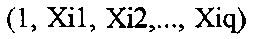 (1, Xi1, Xi2,..., Xiq)